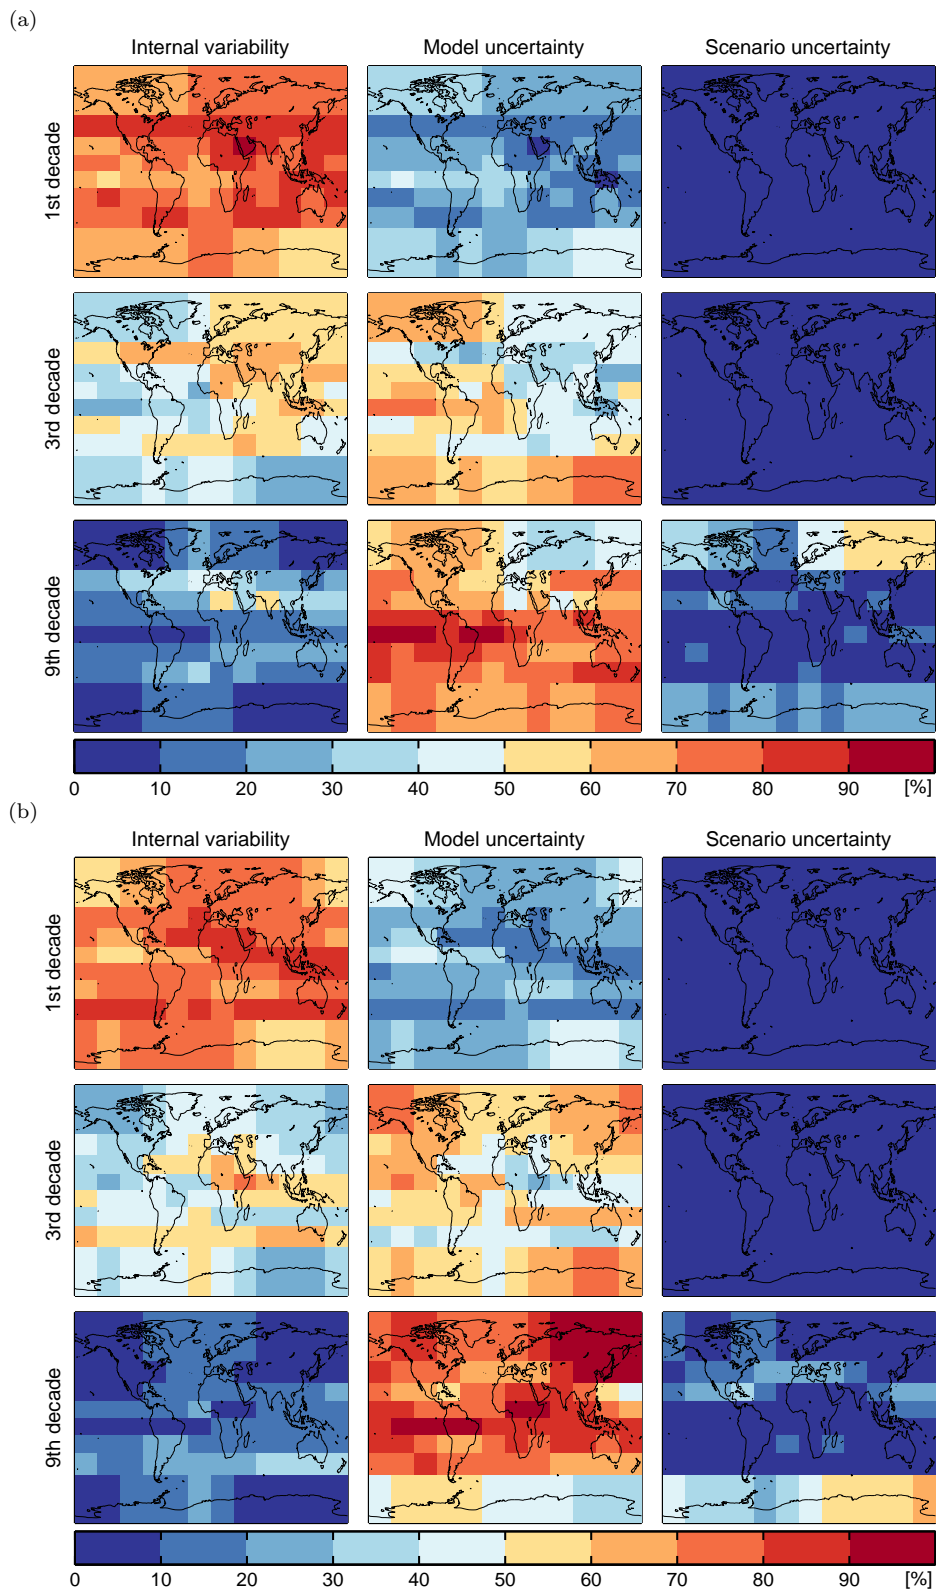 (a)
Internal variability Model uncertainty Scenario uncertainty
1st decade
3rd decade
9th decade
0 10 20 30 40 50 60 70 80 90 [%]
(b)
Internal variability Model uncertainty Scenario uncertainty
1st decade
3rd decade
9th decade
0 10 20 30 40 50 60 70 80 90 [%]